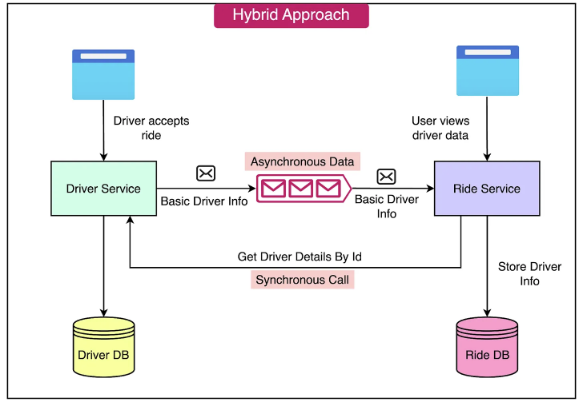 Hybrid Approach
Driver accepts
ride
User views
driver data
Asynchronous Data
Driver Service
Basic Driver Info
Basic Driver
Info
Ride Service
Get Driver Details By Id
Synchronous Call
Store Driver
Info
Driver DB
Ride DB